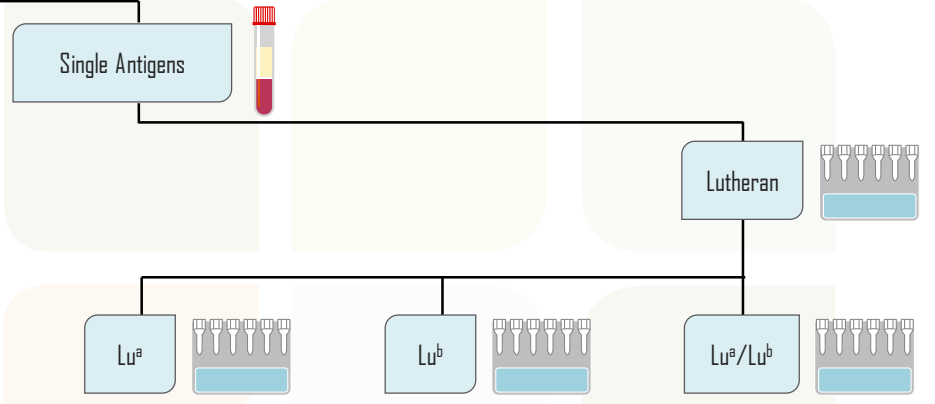 Single Antigens
Lutheran
Luᵃ
Luᵇ
Luᵃ/Luᵇ